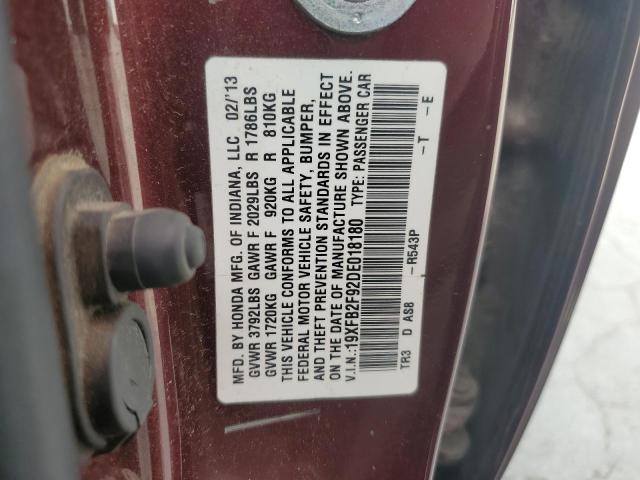 MFD. BY HONDA MFG. OF INDIANA, LLC 02/'13
GVWR 3792LBS GAWR F 2029LBS R 1786LBS
GVWR 1720KG GAWR F 920KG R 810KG
THIS VEHICLE CONFORMS TO ALL APPLICABLE
FEDERAL MOTOR VEHICLE SAFETY, BUMPER,
AND THEFT PREVENTION STANDARDS IN EFFECT
ON THE DATE OF MANUFACTURE SHOWN ABOVE.
V.I.N.:19XFB2F92DE018180 TYPE: PASSENGER CAR
TR3 D AS8 -R543P -T -E